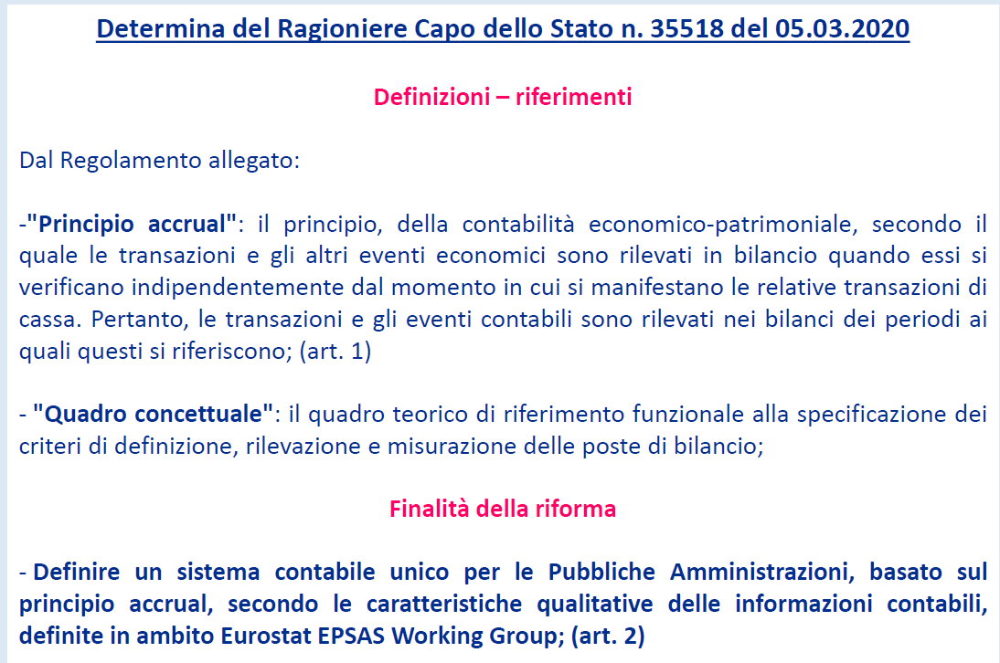 Determina del Ragioniere Capo dello Stato n. 35518 del 05.03.2020
Definizioni – riferimenti
Dal Regolamento allegato:
-"Principio accrual": il principio, della contabilità economico-patrimoniale, secondo il
quale le transazioni e gli altri eventi economici sono rilevati in bilancio quando essi si
verificano indipendentemente dal momento in cui si manifestano le relative transazioni di
cassa. Pertanto, le transazioni e gli eventi contabili sono rilevati nei bilanci dei periodi ai
quali questi si riferiscono; (art. 1)
- "Quadro concettuale": il quadro teorico di riferimento funzionale alla specificazione dei
criteri di definizione, rilevazione e misurazione delle poste di bilancio;
Finalità della riforma
- Definire un sistema contabile unico per le Pubbliche Amministrazioni, basato sul
principio accrual, secondo le caratteristiche qualitative delle informazioni contabili,
definite in ambito Eurostat EPSAS Working Group; (art. 2)